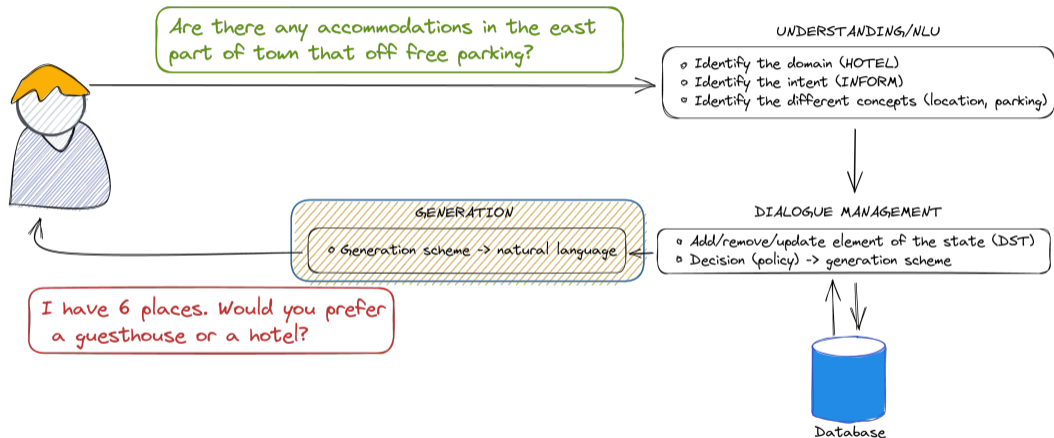 Are there any accommodations in the east
part of town that off free parking?
UNDERSTANDING/NLU
Identify the domain (HOTEL)
Identify the intent (INFORM)
Identify the different concepts (location, parking)
GENERATION
Generation scheme -> natural language
DIALOGUE MANAGEMENT
Add/remove/update element of the state (DST)
Decision (policy) -> generation scheme
I have 6 places. Would you prefer
a guesthouse or a hotel?
Database